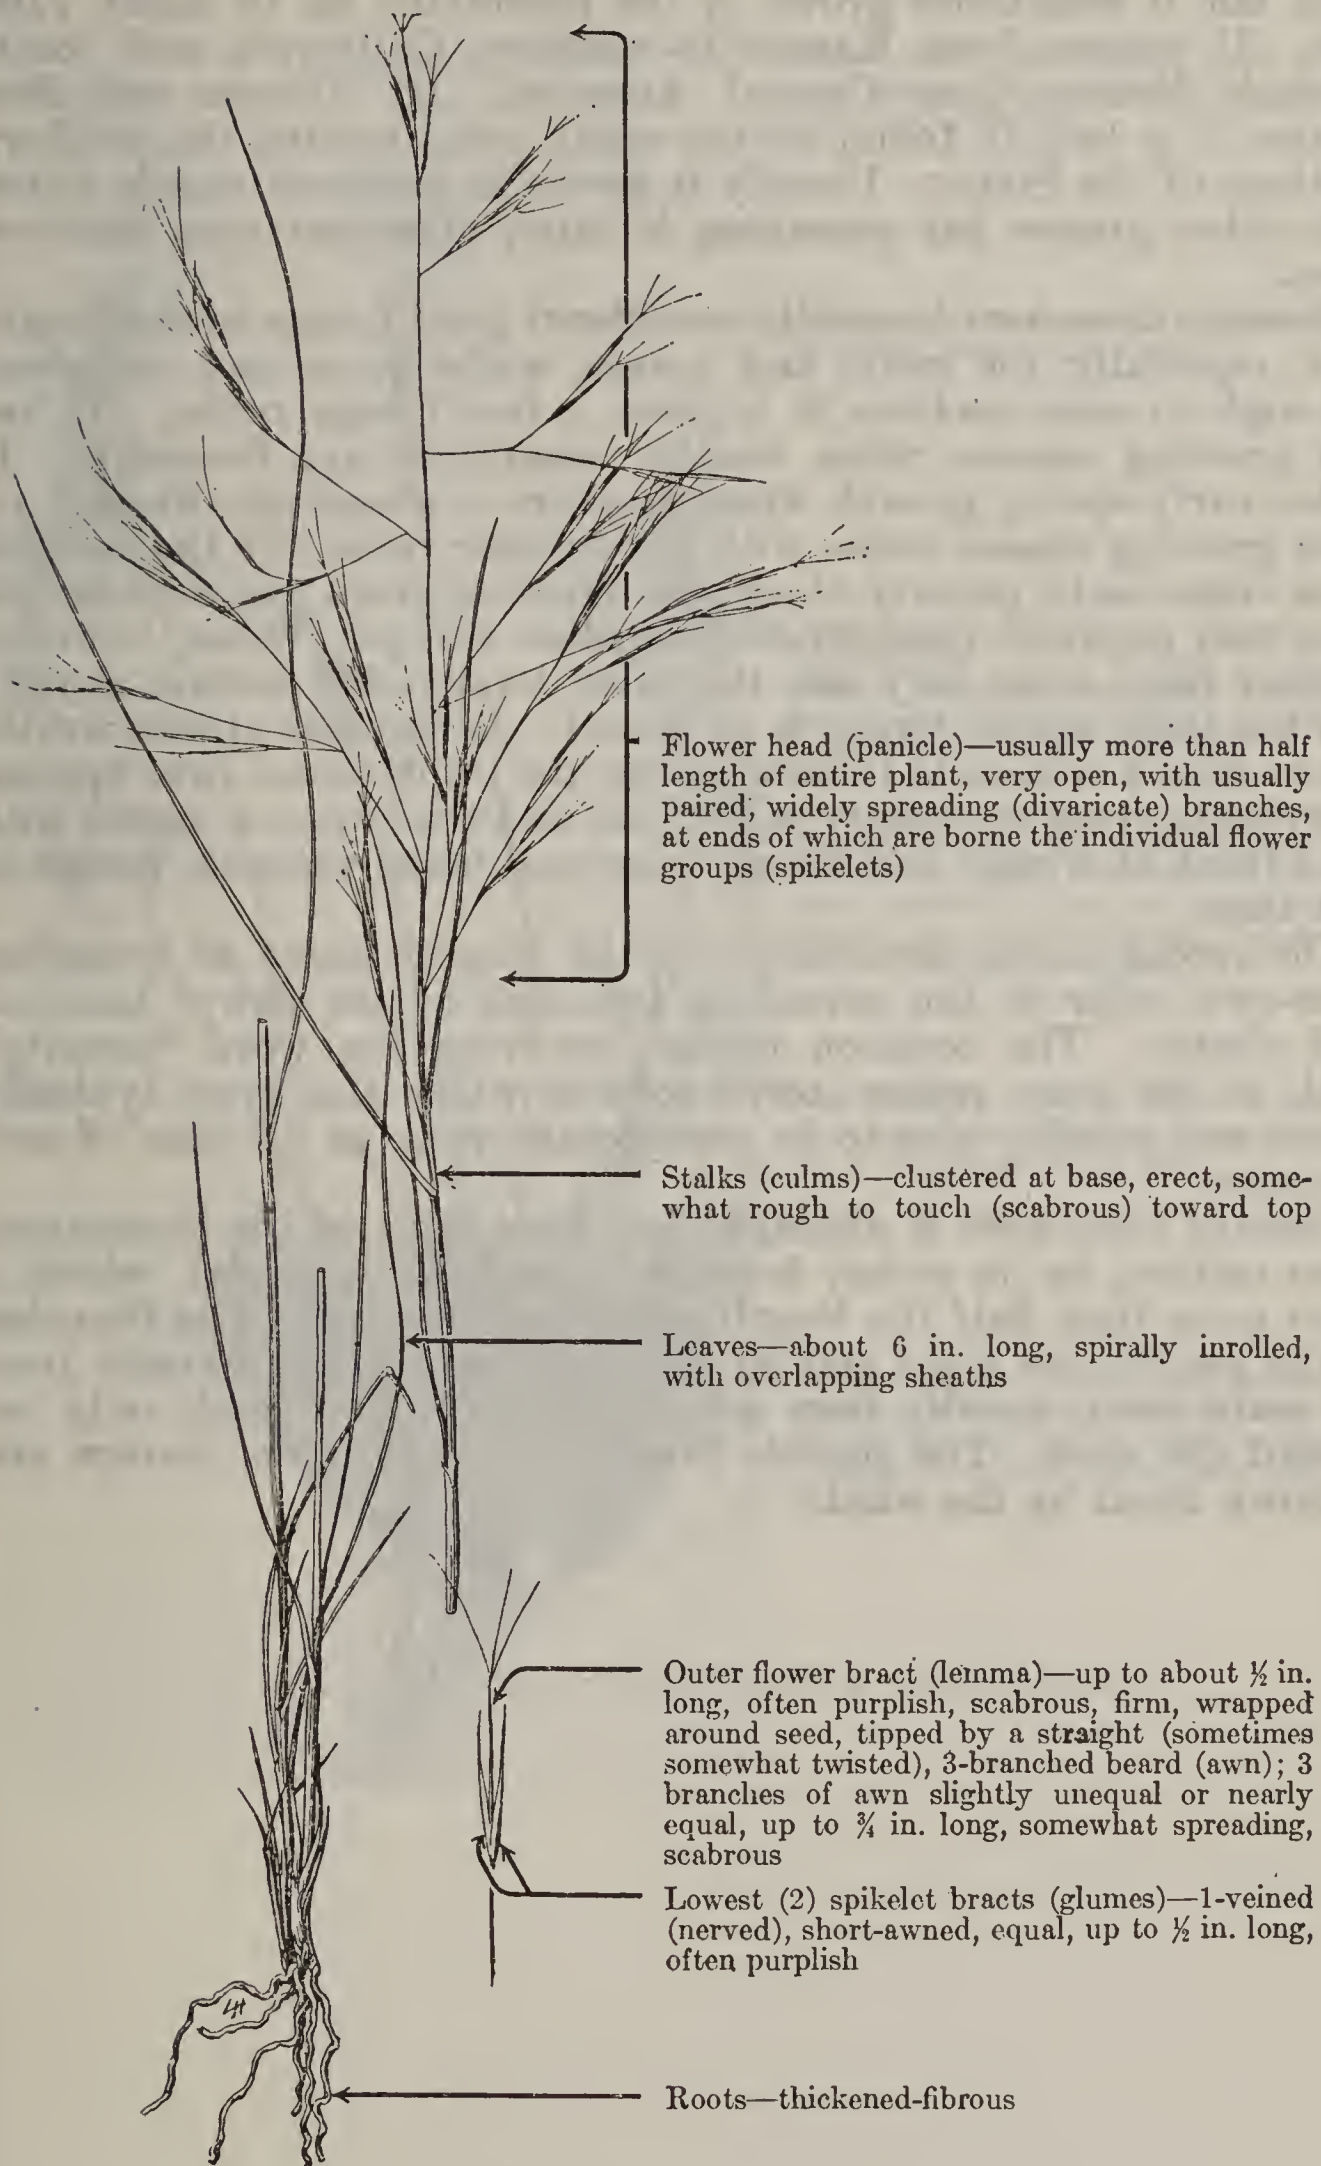 Flower head (panicle)—usually more than half
length of entire plant, very open, with usually
paired, widely spreading (divaricate) branches,
at ends of which are borne the individual flower
groups (spikelets)
Stalks (culms)—clustered at base, erect, some-
what rough to touch (scabrous) toward top
Leaves—about 6 in. long, spirally inrolled,
with overlapping sheaths
Outer flower bract (lemma)—up to about ½ in.
long, often purplish, scabrous, firm, wrapped
around seed, tipped by a straight (sometimes
somewhat twisted), 3-branched beard (awn); 3
branches of awn slightly unequal or nearly
equal, up to ¾ in. long, somewhat spreading,
scabrous
Lowest (2) spikelet bracts (glumes)—1-veined
(nerved), short-awned, equal, up to ½ in. long,
often purplish
LH
Roots—thickened-fibrous